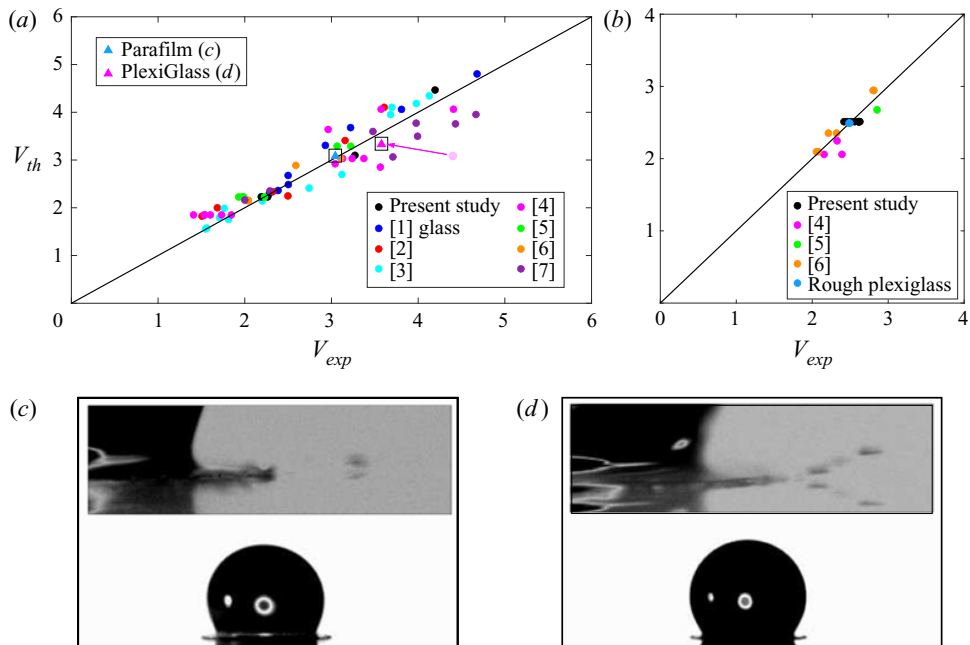 (a)
6
5
4
3
2
1
0
1
2
3
4
5
6
V_th
V_exp
Parafilm (c)
PlexiGlass (d)
Present study
[1] glass
[2]
[3]
[4]
[5]
[6]
[7]
(b)
4
3
2
1
0
1
2
3
4
V_exp
Present study
[4]
[5]
[6]
Rough plexiglass
(c)
(d)